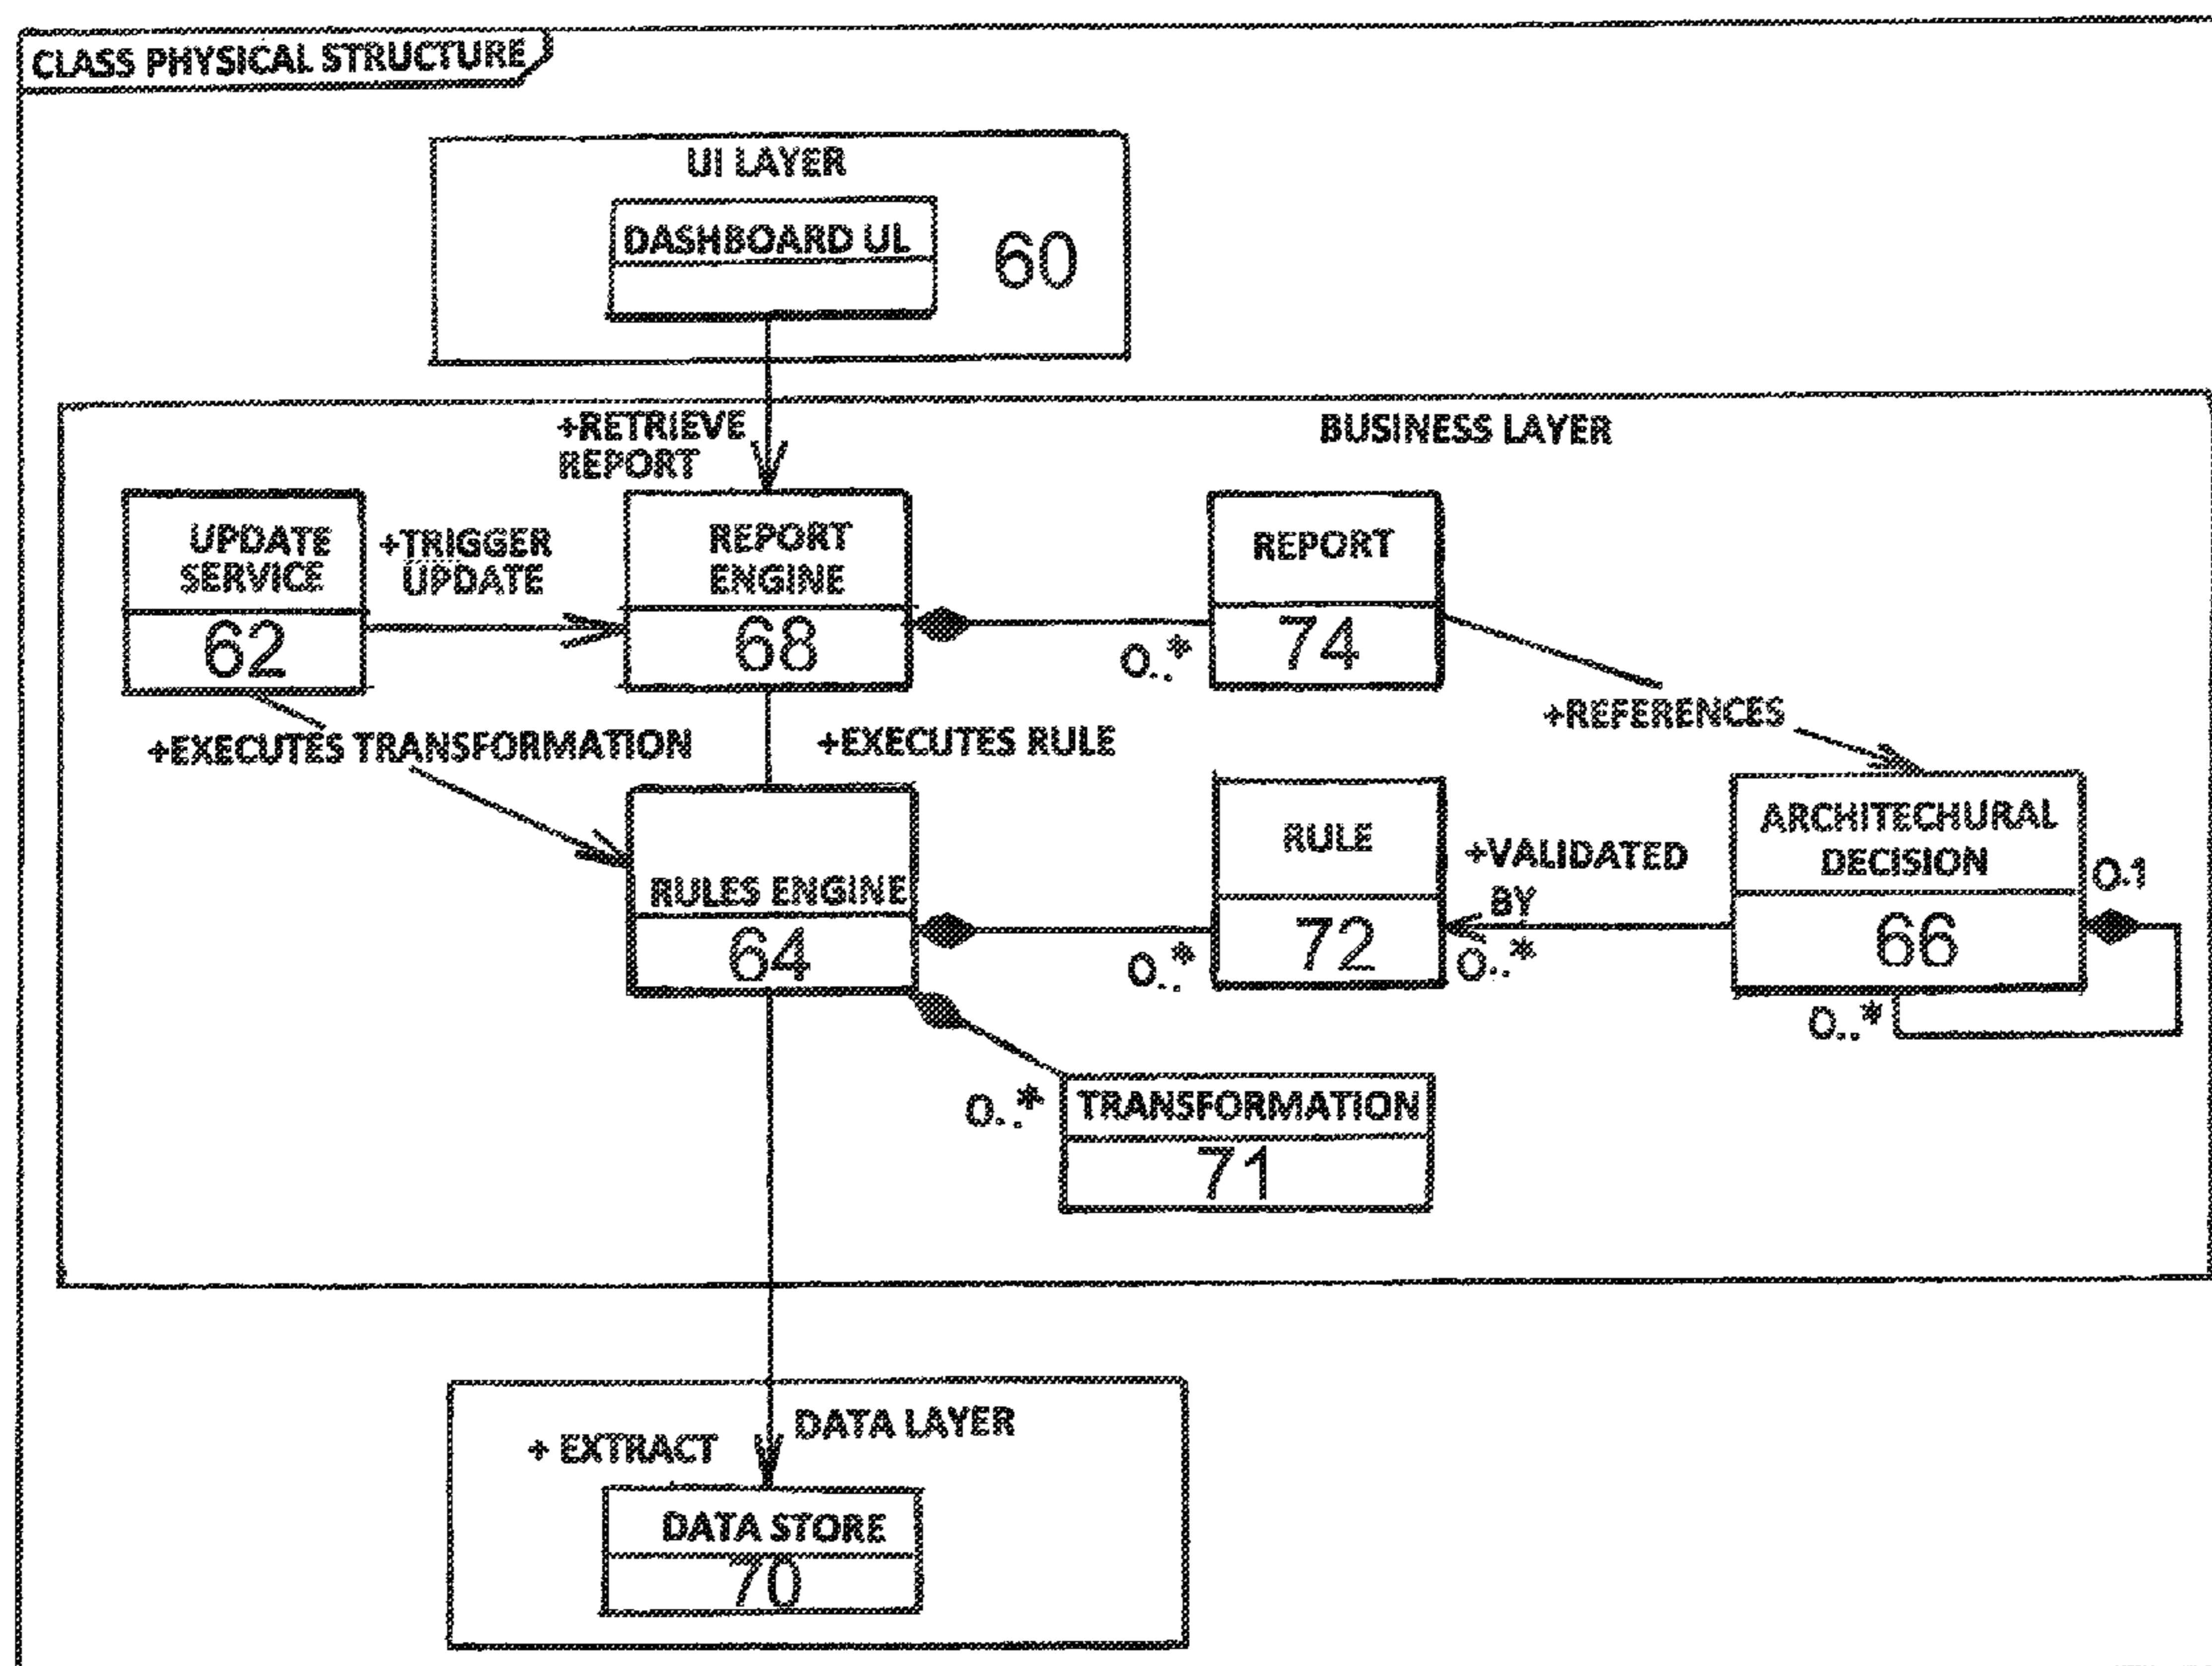 CLASS PHYSICAL STRUCTURE
UI LAYER
DASHBOARD UL
60
+RETRIEVE
REPORT
BUSINESS LAYER
UPDATE
SERVICE
62
+TRIGGER
UPDATE
REPORT
ENGINE
68
0..*
REPORT
74
+REFERENCES
+EXECUTES TRANSFORMATION
+EXECUTES RULE
RULES ENGINE
64
0..*
RULE
72
+VALIDATED
BY
0..*
ARCHITECHURAL
DECISION
66
0.1
0..*
0..*
TRANSFORMATION
71
DATA LAYER
+ EXTRACT
DATA STORE
70